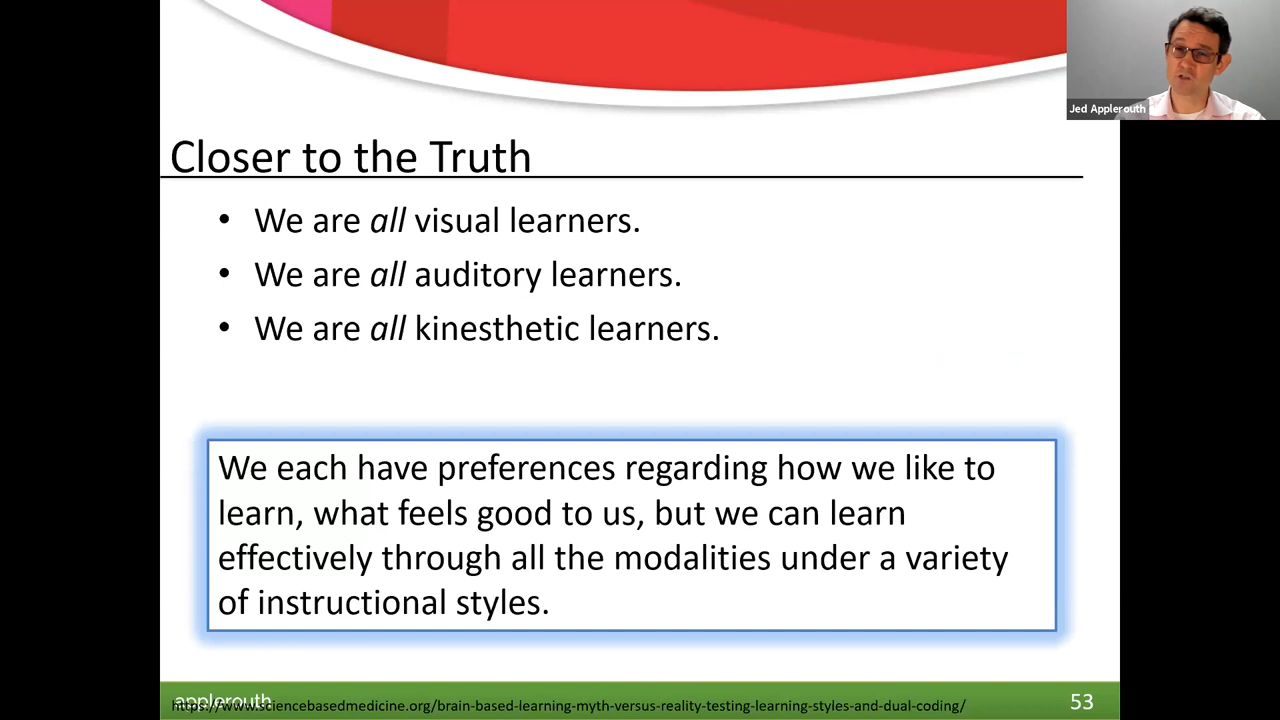 Jed Applerouth
Closer to the Truth
• We are all visual learners.
• We are all auditory learners.
• We are all kinesthetic learners.
We each have preferences regarding how we like to
learn, what feels good to us, but we can learn
effectively through all the modalities under a variety
of instructional styles.
applerouth
https://www.sciencebasedmedicine.org/brain-based-learning-myth-versus-reality-testing-learning-styles-and-dual-coding/
53